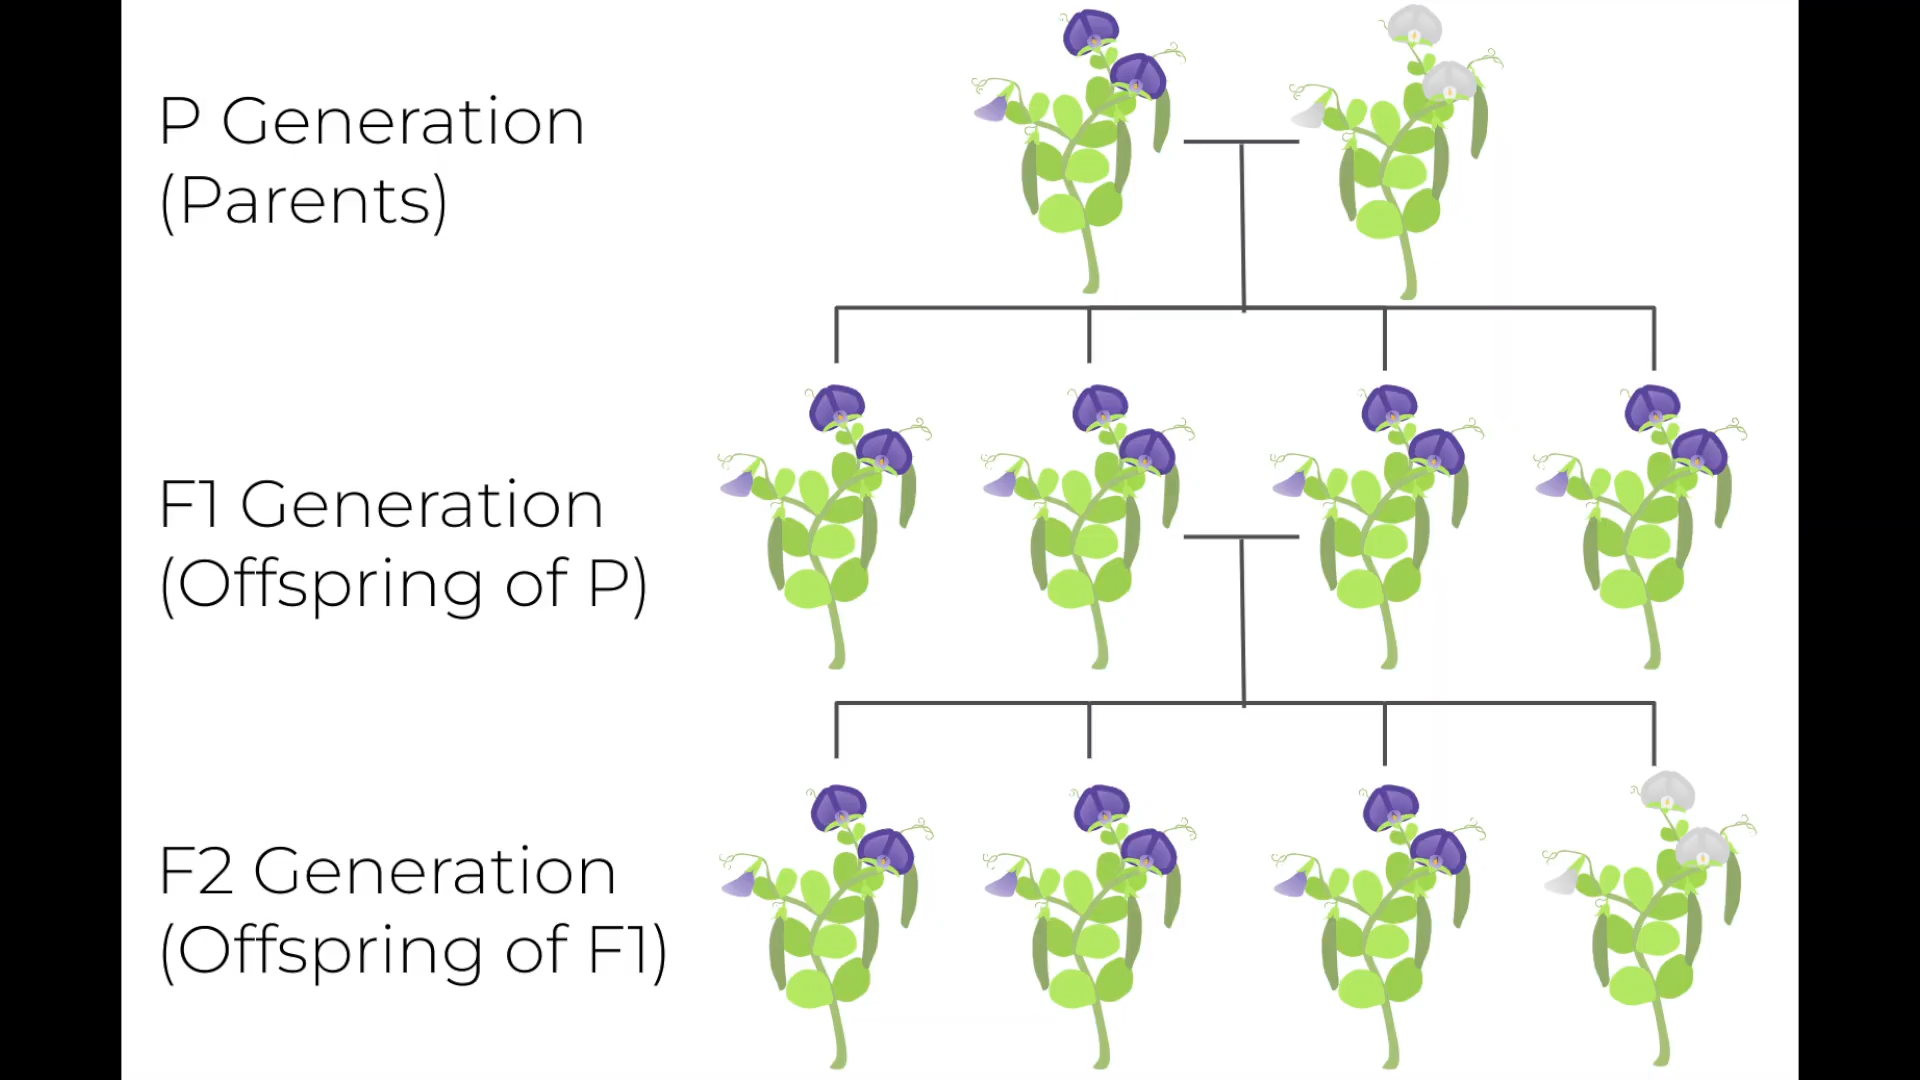 P Generation
(Parents)
F1 Generation
(Offspring of P)
F2 Generation
(Offspring of F1)